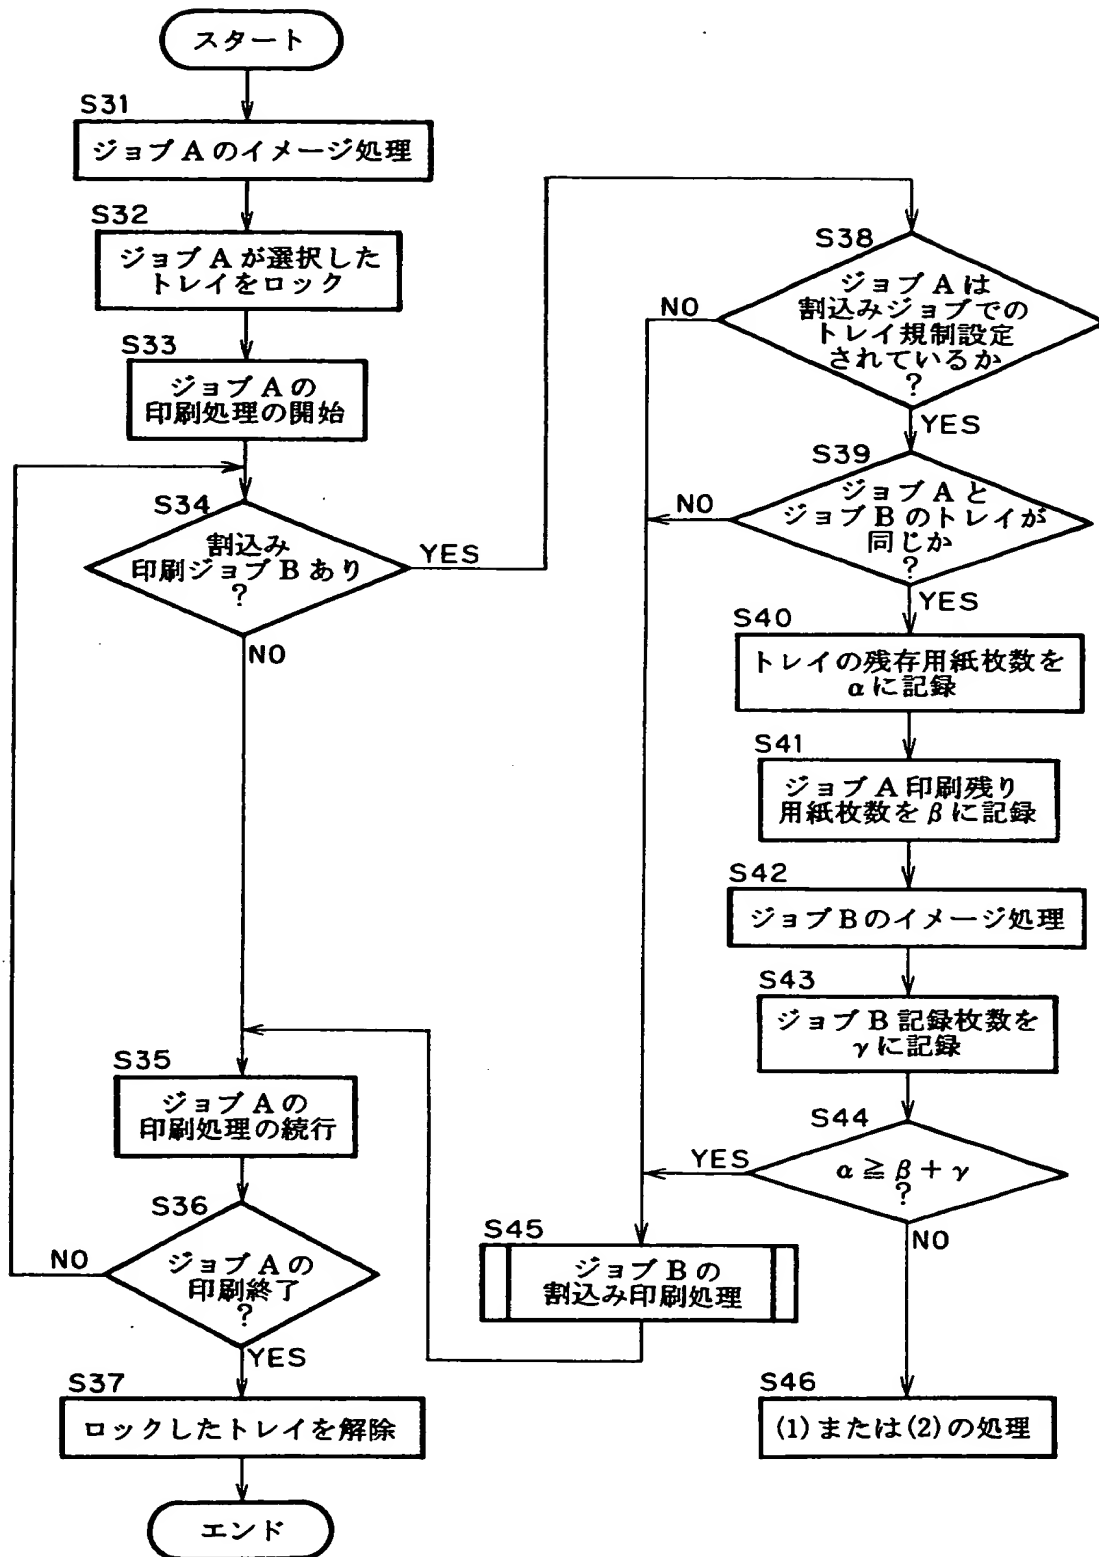 スタート
S31
ジョブAのイメージ処理
S32
ジョブAが選択した
トレイをロック
S33
ジョブAの
印刷処理の開始
S34
割込み
印刷ジョブBあり
?
YES
NO
S35
ジョブAの
印刷処理の続行
S36
ジョブAの
印刷終了
?
NO
YES
S37
ロックしたトレイを解除
エンド
S38
ジョブAは
割込みジョブでの
トレイ規制設定
されているか
?
NO
YES
S39
ジョブAと
ジョブBのトレイが
同じか
?
NO
YES
S40
トレイの残存用紙枚数を
αに記録
S41
ジョブA印刷残り
用紙枚数をβに記録
S42
ジョブBのイメージ処理
S43
ジョブB記録枚数を
γに記録
S44
α≧β+γ
?
YES
NO
S45
ジョブBの
割込み印刷処理
S46
(1)または(2)の処理